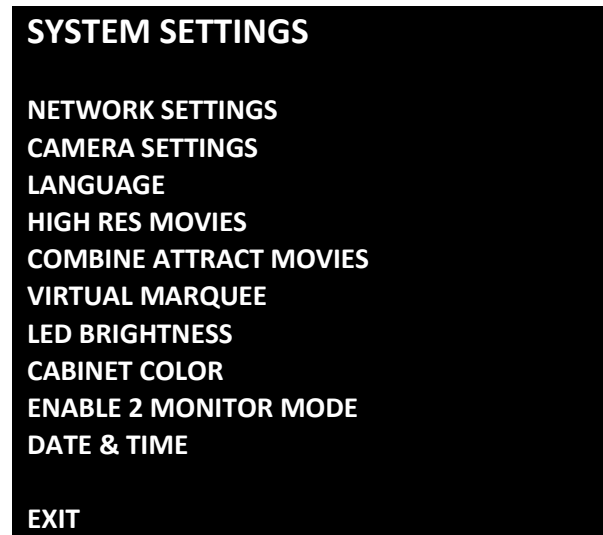 SYSTEM SETTINGS
NETWORK SETTINGS
CAMERA SETTINGS
LANGUAGE
HIGH RES MOVIES
COMBINE ATTRACT MOVIES
VIRTUAL MARQUEE
LED BRIGHTNESS
CABINET COLOR
ENABLE 2 MONITOR MODE
DATE & TIME
EXIT